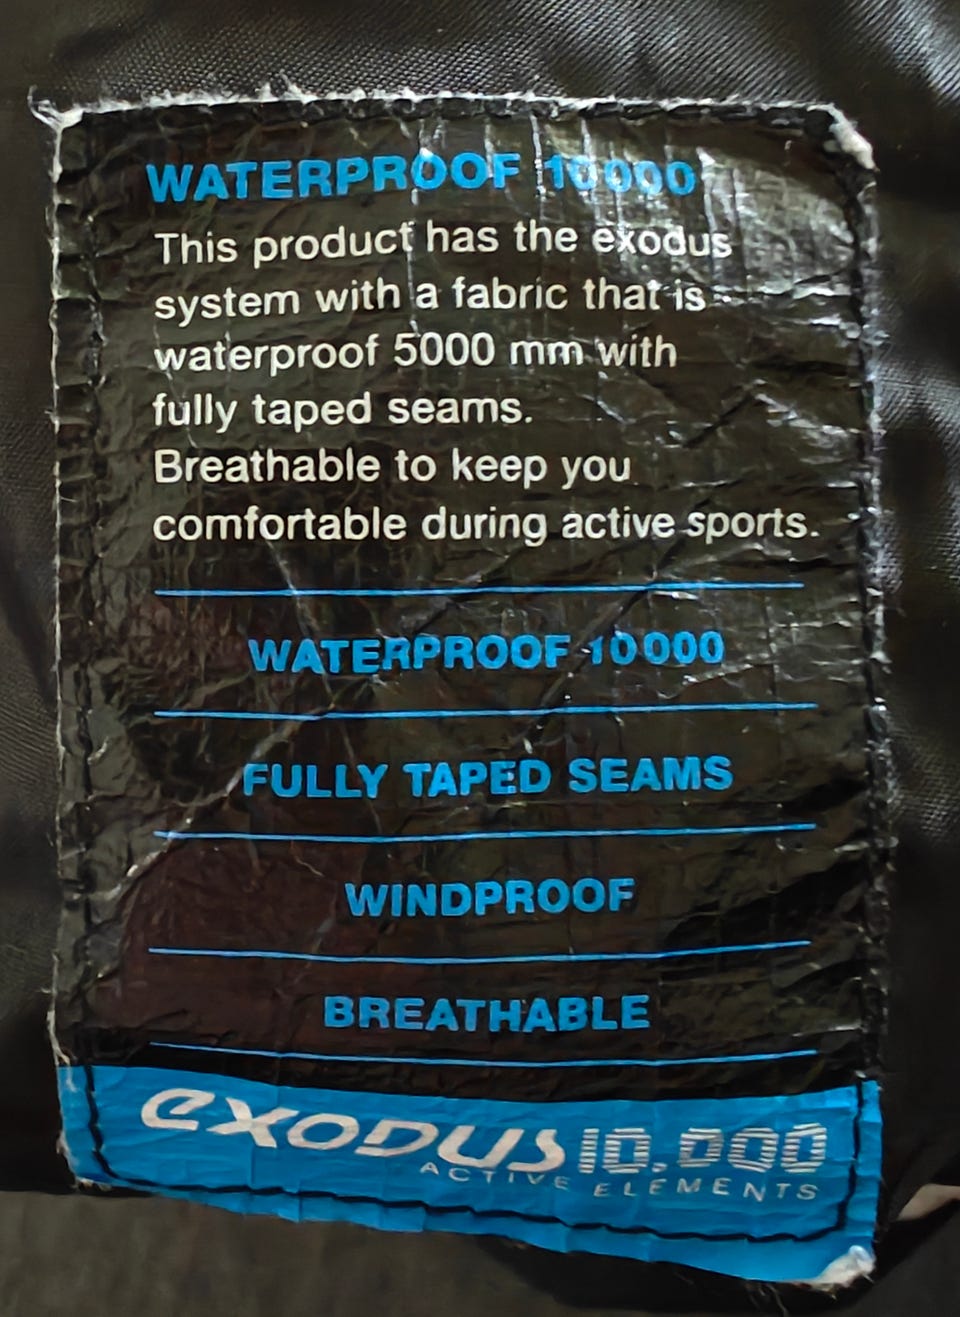 WATERPROOF 10000
This product has the exodus
system with a fabric that is
waterproof 5000 mm with
fully taped seams.
Breathable to keep you
comfortable during active sports.
WATERPROOF 10000
FULLY TAPED SEAMS
WINDPROOF
BREATHABLE
exodus 10.000
ACTIVE ELEMENTS